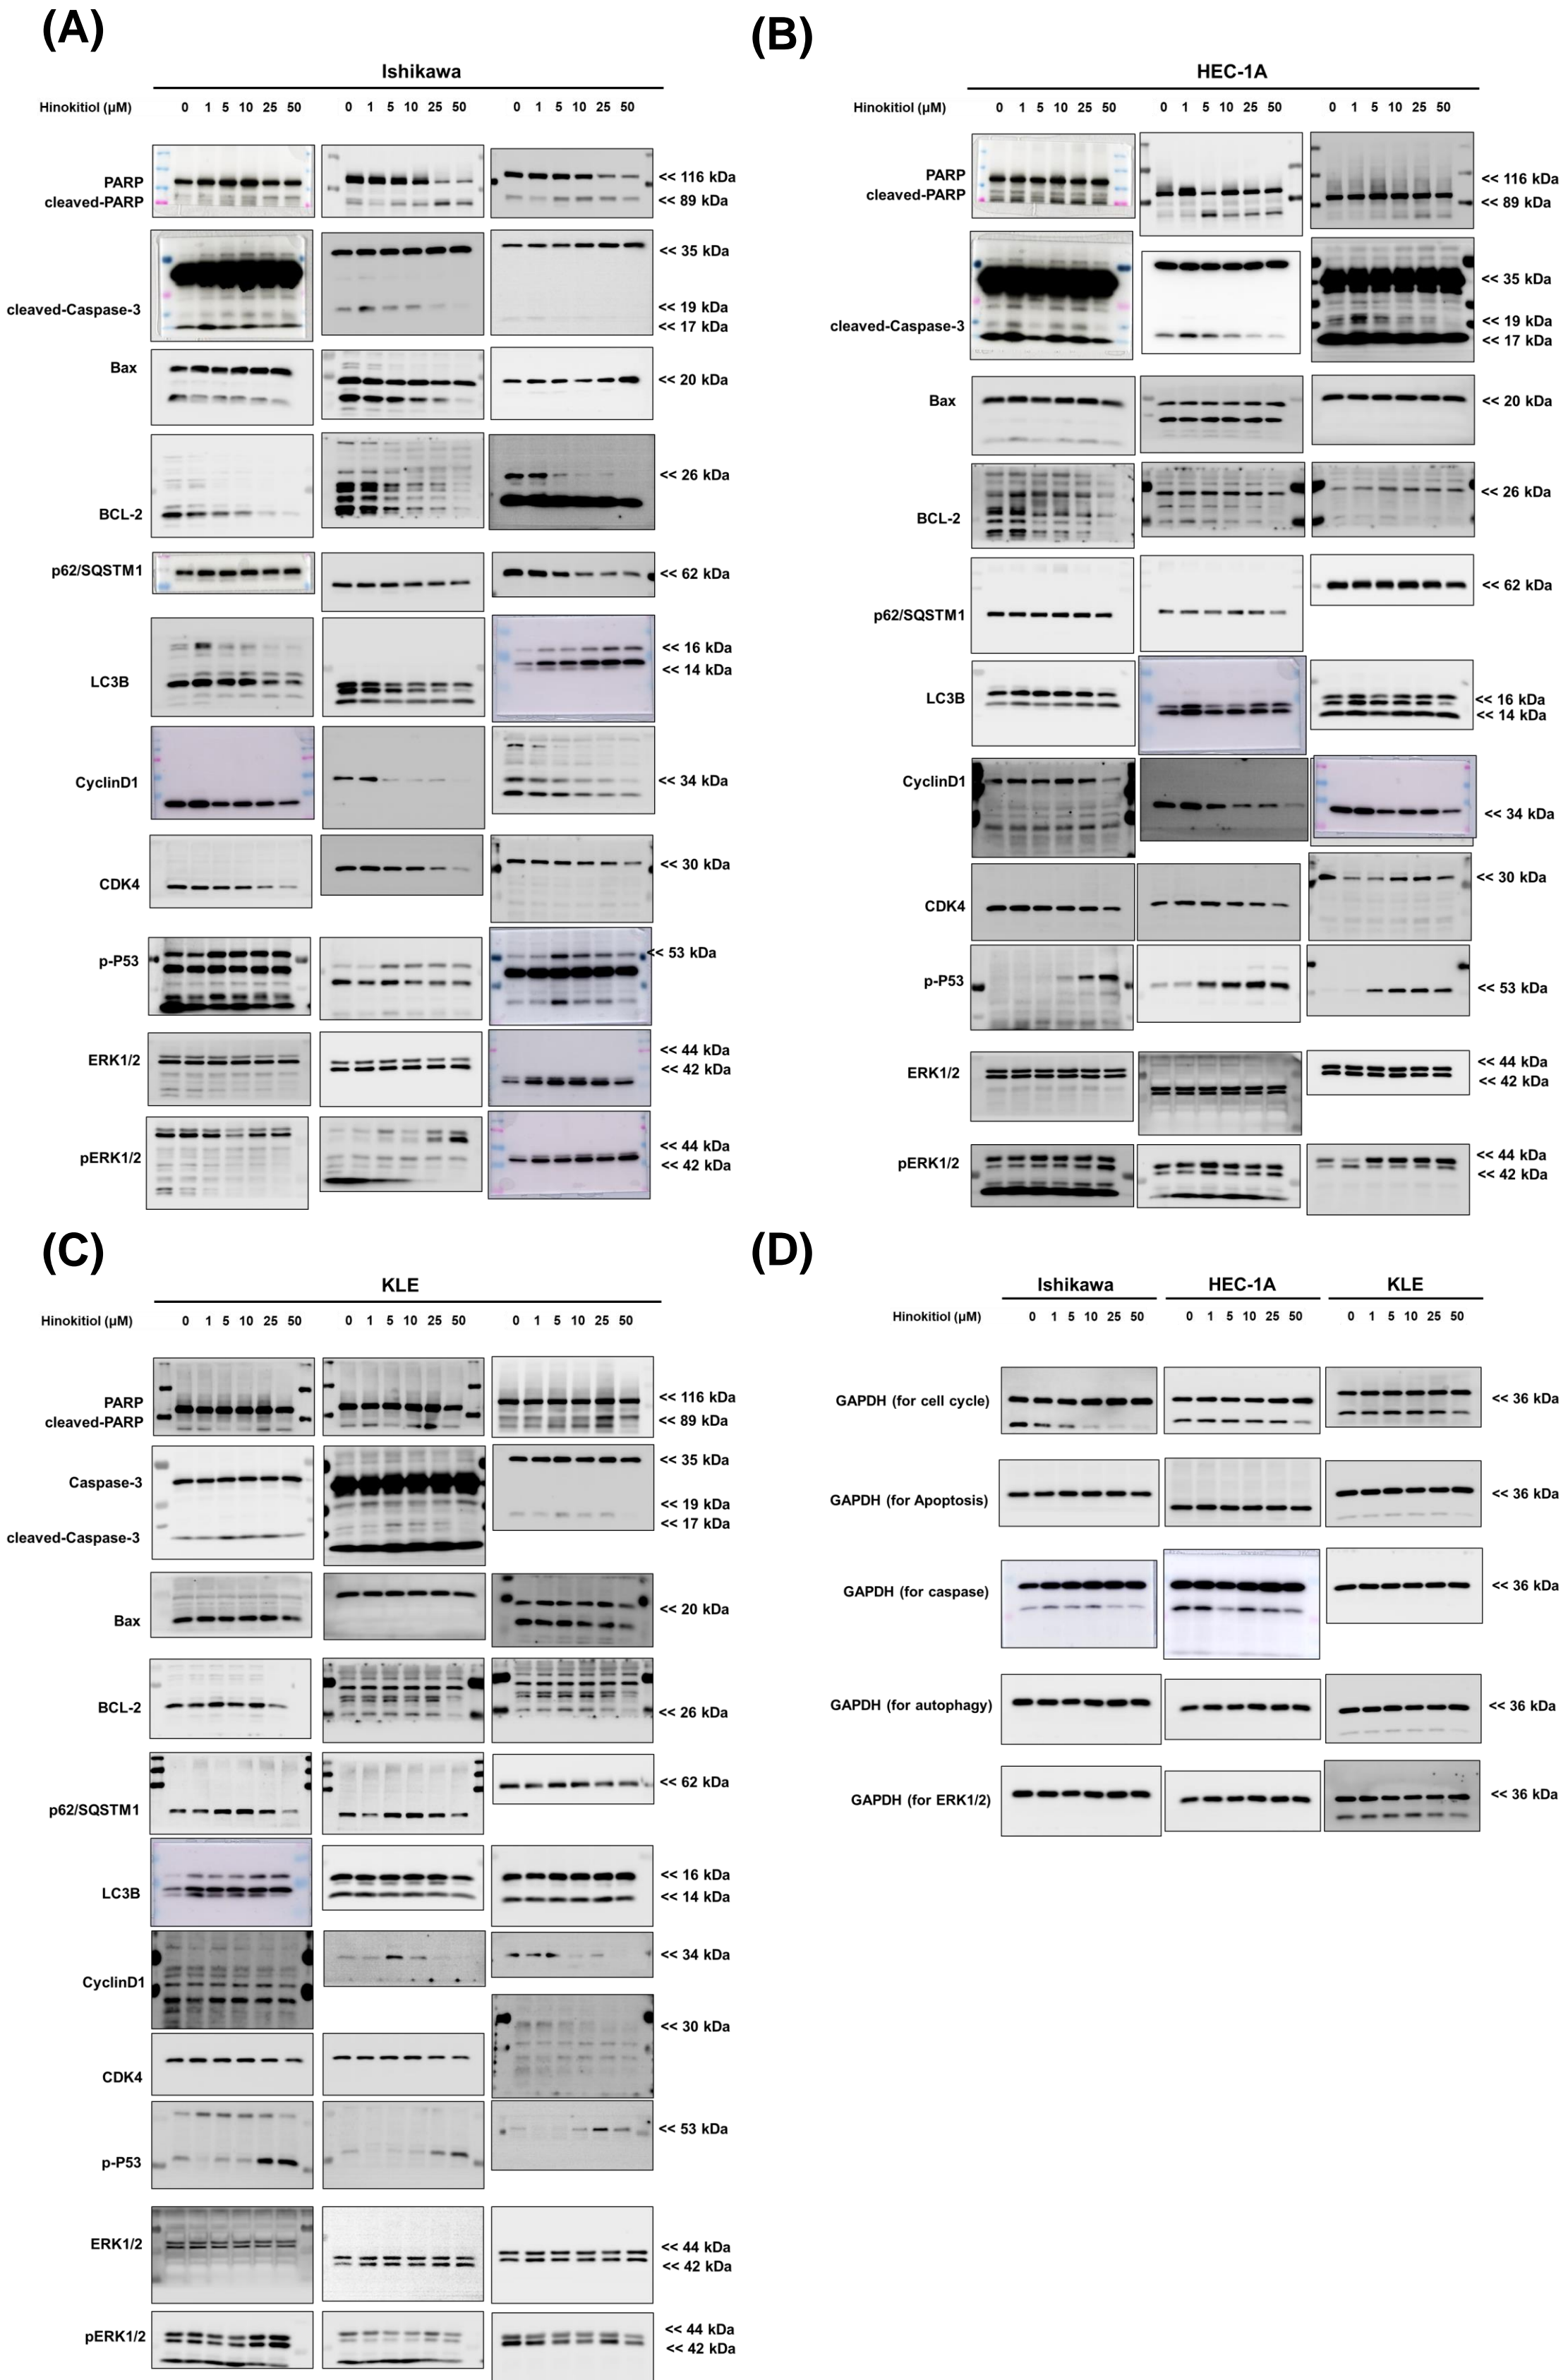 (A)
Ishikawa
Hinokitiol (µM) 0 1 5 10 25 50 0 1 5 10 25 50 0 1 5 10 25 50
PARP << 116 kDa
cleaved-PARP << 89 kDa
<< 35 kDa
cleaved-Caspase-3 << 19 kDa
<< 17 kDa
Bax << 20 kDa
<< 26 kDa
BCL-2
p62/SQSTM1 << 62 kDa
<< 16 kDa
LC3B << 14 kDa
CyclinD1 << 34 kDa
<< 30 kDa
CDK4
p-P53 << 53 kDa
ERK1/2 << 44 kDa
<< 42 kDa
<< 44 kDa
pERK1/2 << 42 kDa
(B)
HEC-1A
Hinokitiol (µM) 0 1 5 10 25 50 0 1 5 10 25 50 0 1 5 10 25 50
PARP << 116 kDa
cleaved-PARP << 89 kDa
<< 35 kDa
cleaved-Caspase-3 << 19 kDa
<< 17 kDa
Bax << 20 kDa
<< 26 kDa
BCL-2
<< 62 kDa
p62/SQSTM1
LC3B << 16 kDa
<< 14 kDa
CyclinD1
<< 34 kDa
<< 30 kDa
CDK4
p-P53 << 53 kDa
ERK1/2 << 44 kDa
<< 42 kDa
pERK1/2 << 44 kDa
<< 42 kDa
(C)
KLE
Hinokitiol (µM) 0 1 5 10 25 50 0 1 5 10 25 50 0 1 5 10 25 50
PARP << 116 kDa
cleaved-PARP << 89 kDa
<< 35 kDa
Caspase-3
<< 19 kDa
<< 17 kDa
cleaved-Caspase-3
Bax << 20 kDa
BCL-2 << 26 kDa
<< 62 kDa
p62/SQSTM1
<< 16 kDa
LC3B << 14 kDa
<< 34 kDa
CyclinD1
<< 30 kDa
CDK4
<< 53 kDa
p-P53
ERK1/2 << 44 kDa
<< 42 kDa
pERK1/2 << 44 kDa
<< 42 kDa
(D)
Ishikawa HEC-1A KLE
Hinokitiol (µM) 0 1 5 10 25 50 0 1 5 10 25 50 0 1 5 10 25 50
GAPDH (for cell cycle) << 36 kDa
GAPDH (for Apoptosis) << 36 kDa
GAPDH (for caspase) << 36 kDa
GAPDH (for autophagy) << 36 kDa
GAPDH (for ERK1/2) << 36 kDa